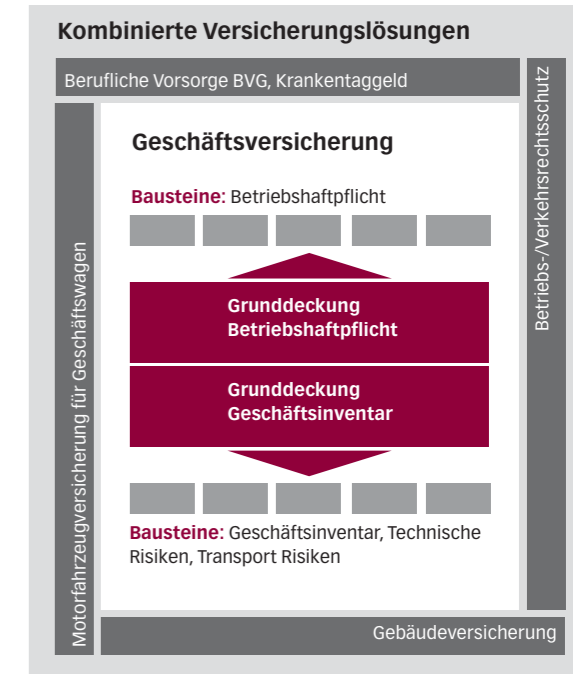 Kombinierte Versicherungslösungen
Berufliche Vorsorge BVG, Krankentaggeld
Betriebs-/Verkehrsrechtsschutz
Motorfahrzeugversicherung für Geschäftswagen
Geschäftsversicherung
Bausteine: Betriebshaftpflicht
Grunddeckung
Betriebshaftpflicht
Grunddeckung
Geschäftsinventar
Bausteine: Geschäftsinventar, Technische
Risiken, Transport Risiken
Gebäudeversicherung